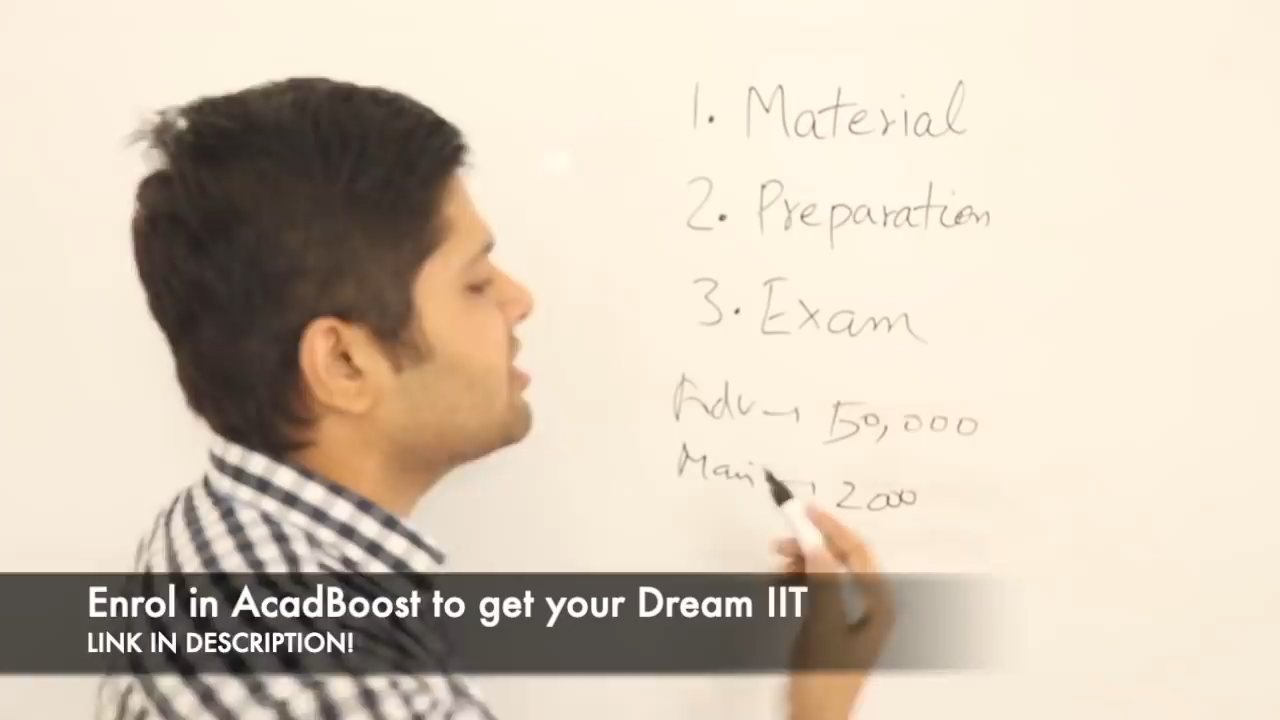 1. Material
2. Preparation
3. Exam
Adv → 50,000
Main → 2000
Enrol in AcadBoost to get your Dream IIT
LINK IN DESCRIPTION!